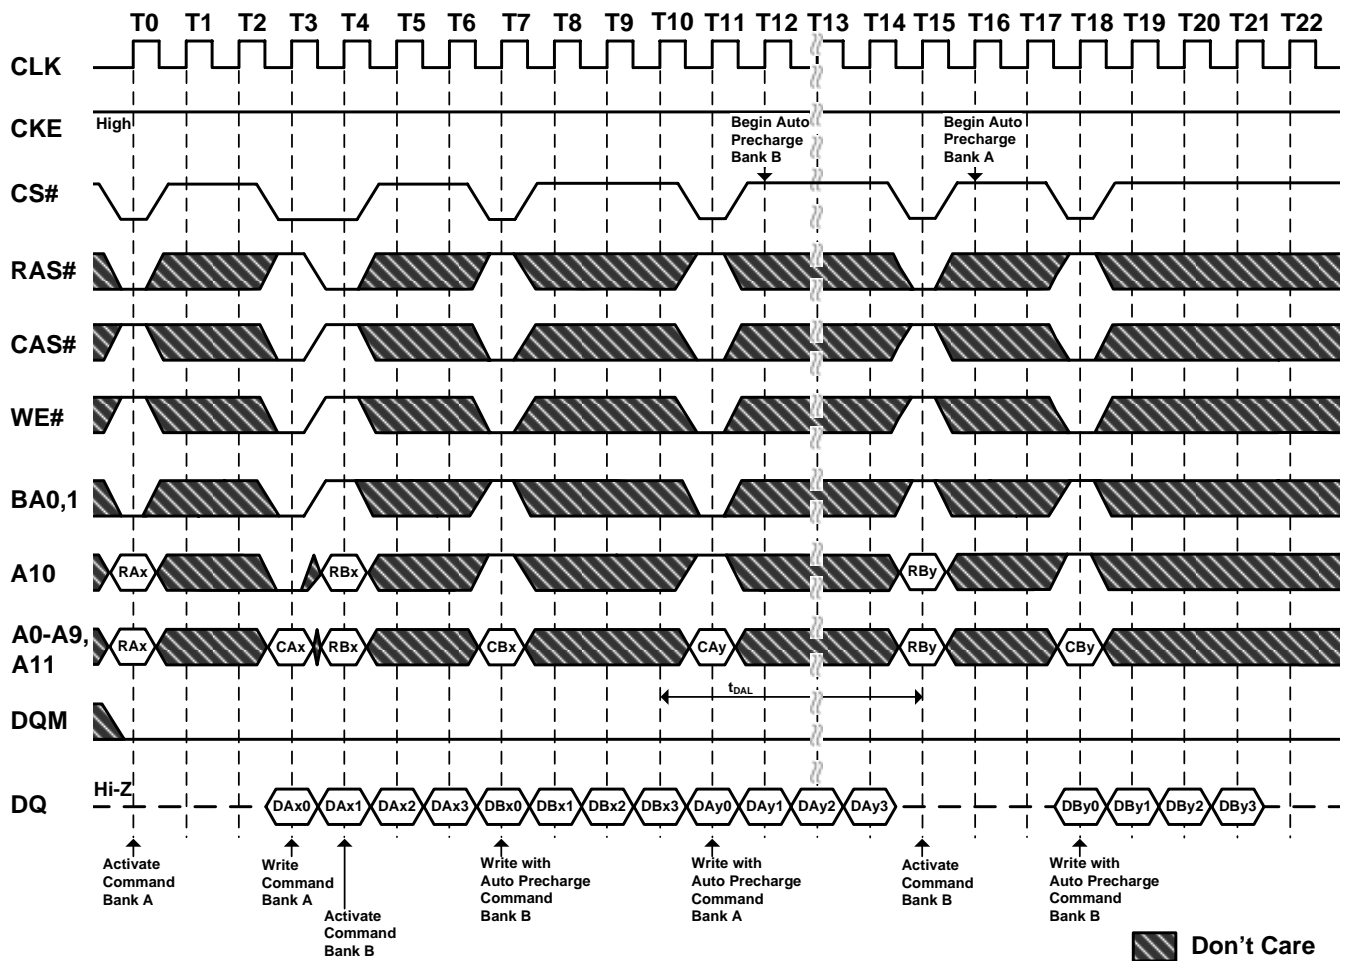 T0 T1 T2 T3 T4 T5 T6 T7 T8 T9 T10 T11 T12 T13 T14 T15 T16 T17 T18 T19 T20 T21 T22
CLK
CKE High
Begin Auto
Precharge
Bank B
Begin Auto
Precharge
Bank A
CS#
RAS#
CAS#
WE#
BA0,1
A10 RAx RBx RBy
A0-A9,
A11
RAx CAx RBx CBx CAy RBy CBy
tDAL
DQM
DQ Hi-Z DAx0 DAx1 DAx2 DAx3 DBx0 DBx1 DBx2 DBx3 DAy0 DAy1 DAy2 DAy3 DBy0 DBy1 DBy2 DBy3
Activate
Command
Bank A
Write
Command
Bank A
Activate
Command
Bank B
Write with
Auto Precharge
Command
Bank B
Write with
Auto Precharge
Command
Bank A
Activate
Command
Bank B
Write with
Auto Precharge
Command
Bank B
Don't Care